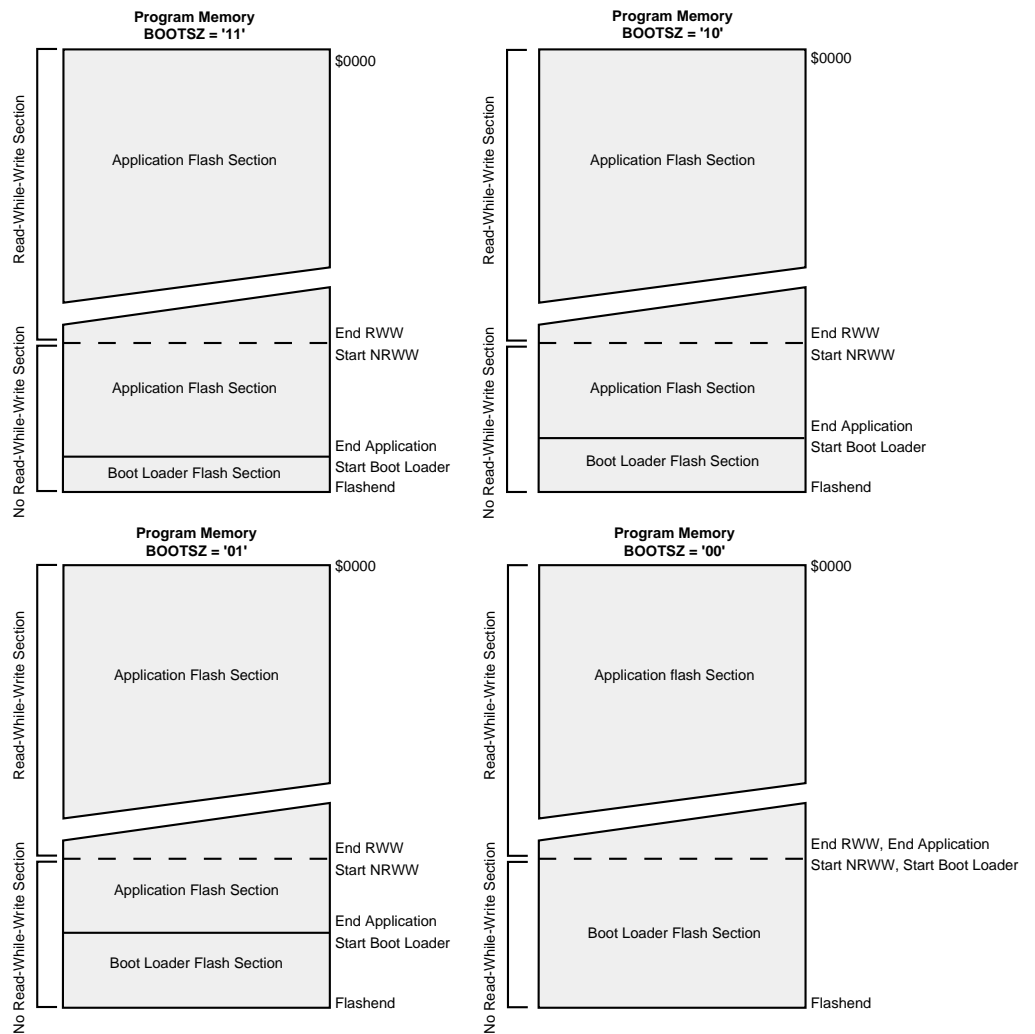 Program Memory
BOOTSZ = '11'
$0000
Read-While-Write Section
Application Flash Section
End RWW
Start NRWW
No Read-While-Write Section
Application Flash Section
End Application
Start Boot Loader
Boot Loader Flash Section
Flashend
Program Memory
BOOTSZ = '10'
$0000
Read-While-Write Section
Application Flash Section
End RWW
Start NRWW
No Read-While-Write Section
Application Flash Section
End Application
Start Boot Loader
Boot Loader Flash Section
Flashend
Program Memory
BOOTSZ = '01'
$0000
Read-While-Write Section
Application Flash Section
End RWW
Start NRWW
No Read-While-Write Section
Application Flash Section
End Application
Start Boot Loader
Boot Loader Flash Section
Flashend
Program Memory
BOOTSZ = '00'
$0000
Read-While-Write Section
Application flash Section
End RWW, End Application
Start NRWW, Start Boot Loader
No Read-While-Write Section
Boot Loader Flash Section
Flashend